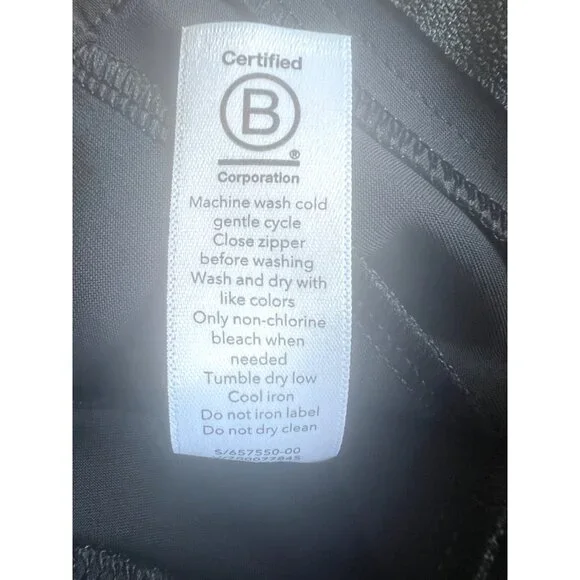 Certified
B
®
Corporation
Machine wash cold
gentle cycle
Close zipper
before washing
Wash and dry with
like colors
Only non-chlorine
bleach when
needed
Tumble dry low
Cool iron
Do not iron label
Do not dry clean
S/657550-00